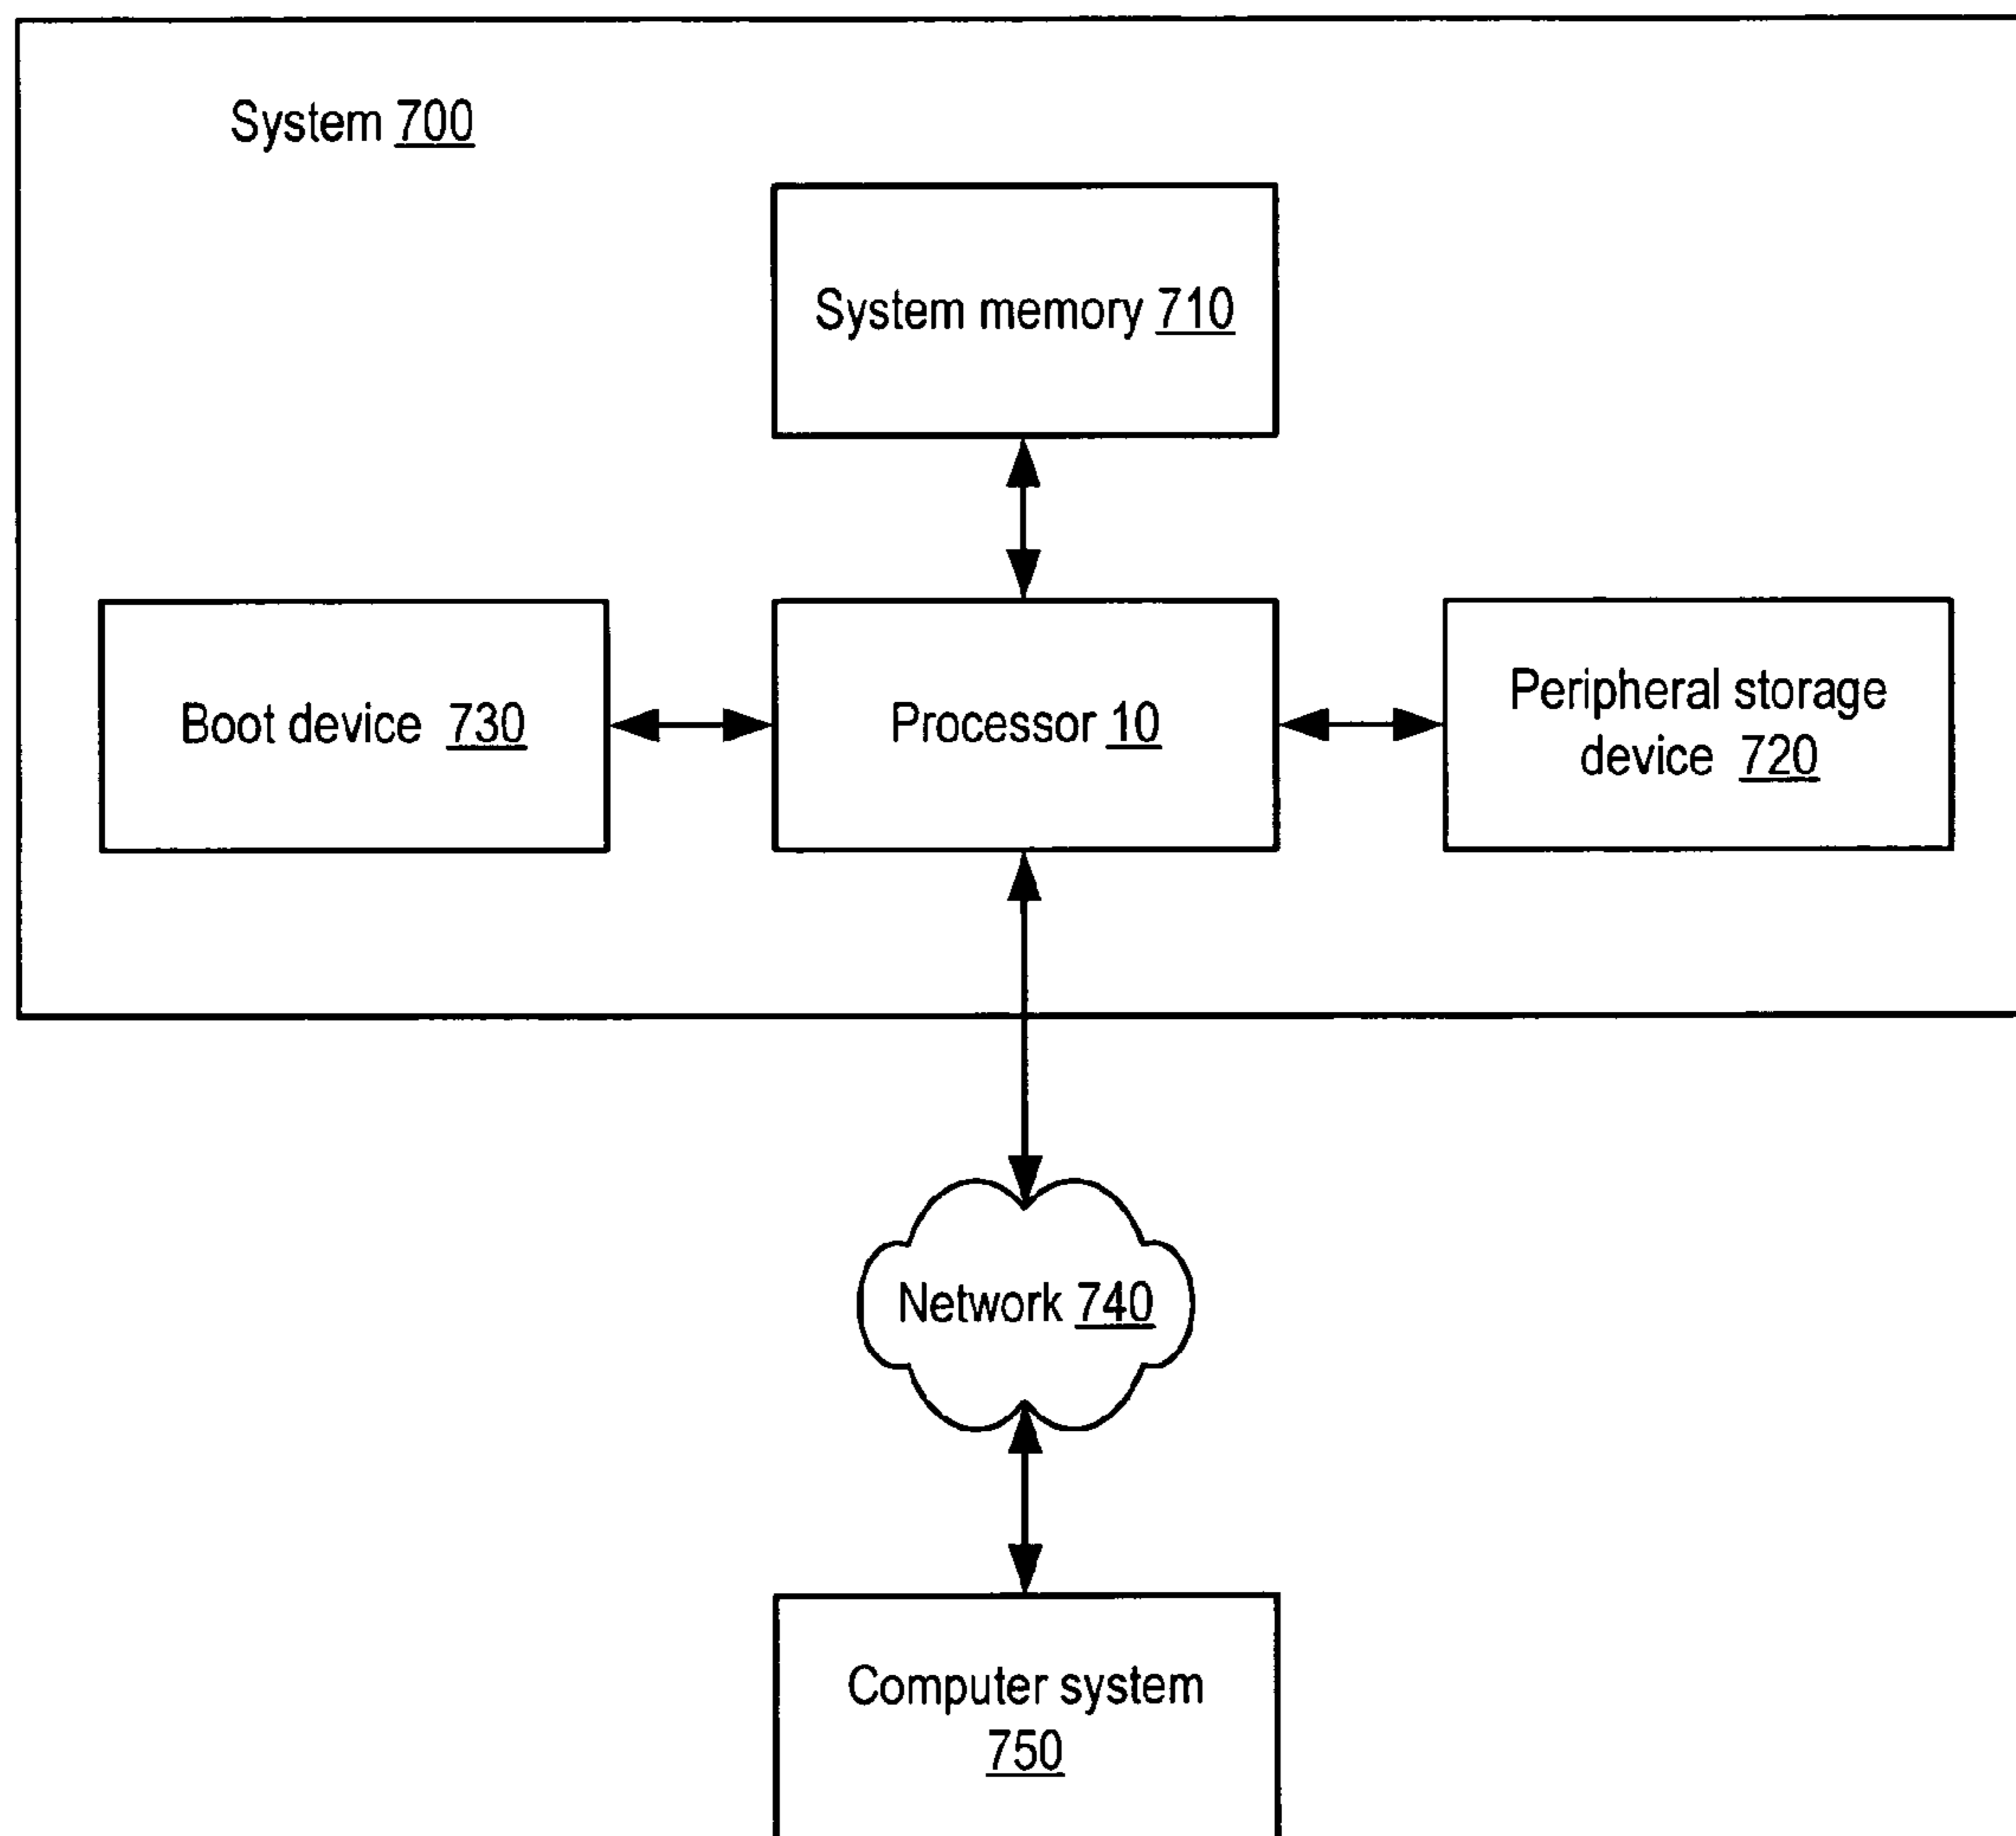 System 700
System memory 710
Boot device 730
Processor 10
Peripheral storage
device 720
Network 740
Computer system
750